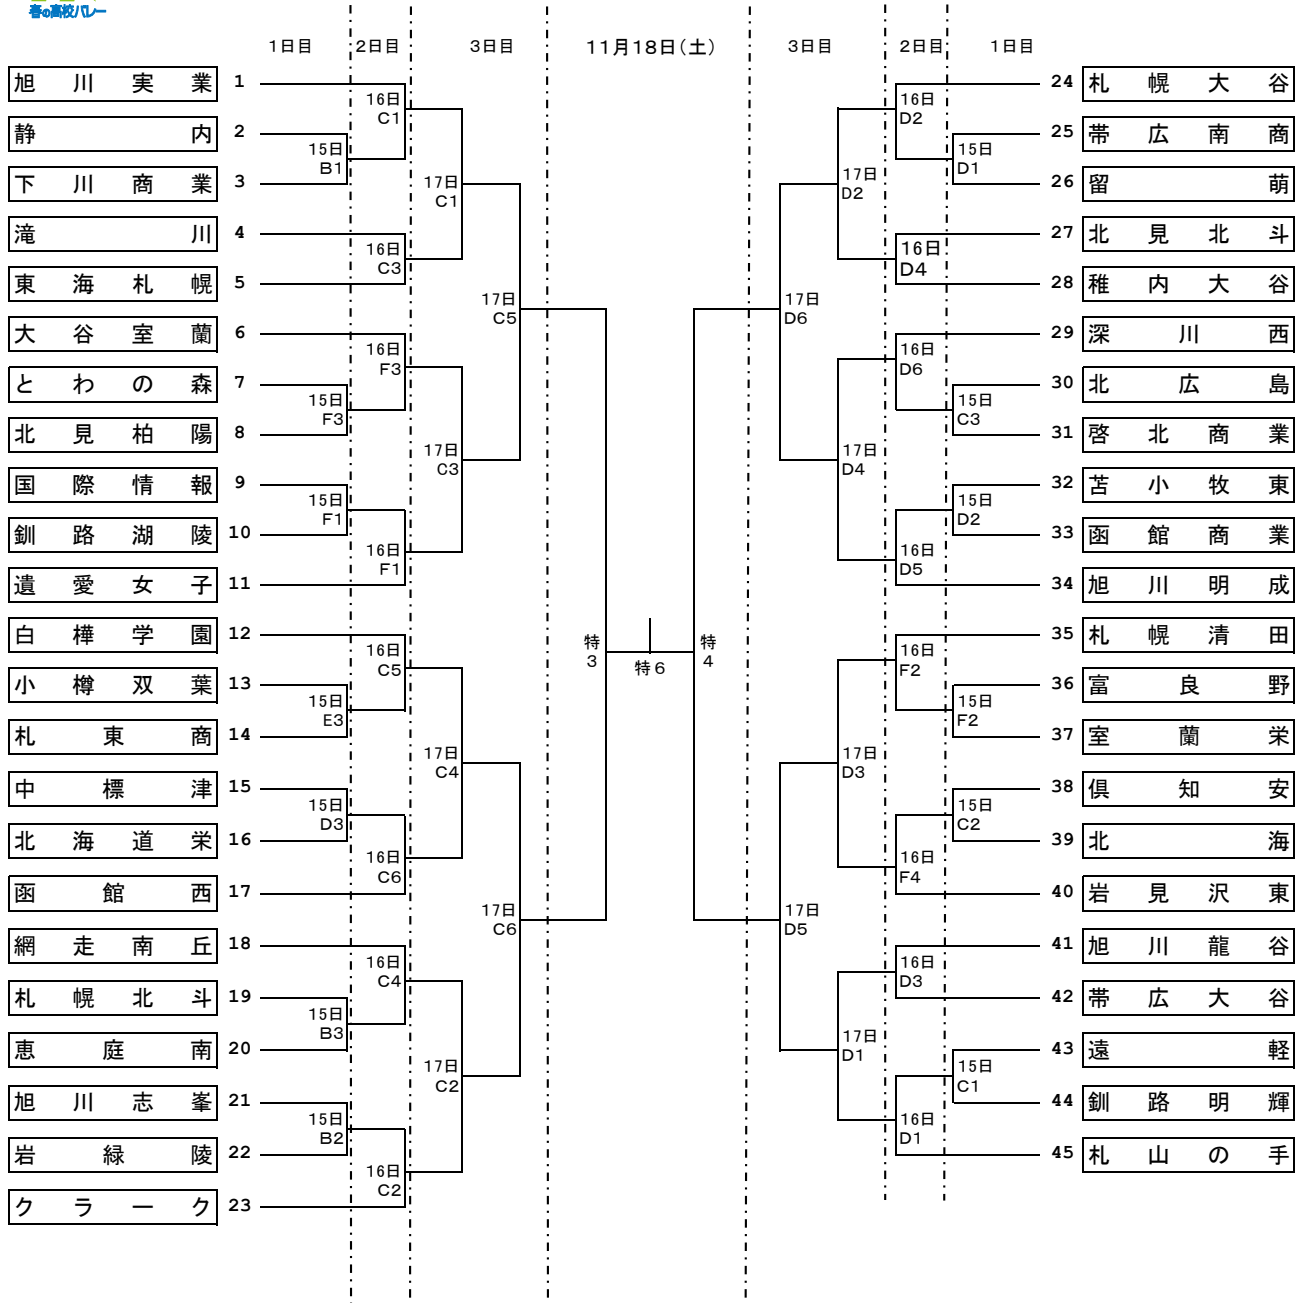 春の高校バレー
1日目 2日目 3日目 11月18日(土) 3日目 2日目 1日目
旭川実業 1
静内 2
下川商業 3
滝川 4
東海札幌 5
大谷室蘭 6
とわの森 7
北見柏陽 8
国際情報 9
釧路湖陵 10
遺愛女子 11
白樺学園 12
小樽双葉 13
札東商 14
中標津 15
北海道栄 16
函館西 17
網走南丘 18
札幌北斗 19
恵庭南 20
旭川志峯 21
岩緑陵 22
クラーク 23
15日
B1
15日
F3
15日
F1
15日
E3
15日
D3
15日
B3
15日
B2
16日
C1
16日
C3
16日
F3
16日
F1
16日
C5
16日
C6
16日
C4
16日
C2
17日
C1
17日
C3
17日
C4
17日
C2
17日
C5
17日
C6
特
3
特6
特
4
17日
D6
17日
D5
17日
D2
17日
D4
17日
D3
17日
D1
16日
D2
16日
D4
16日
D6
16日
D5
16日
F2
16日
F4
16日
D3
16日
D1
15日
D1
15日
C3
15日
D2
15日
F2
15日
C2
15日
C1
24 札幌大谷
25 帯広南商
26 留萌
27 北見北斗
28 稚内大谷
29 深川西
30 北広島
31 啓北商業
32 苫小牧東
33 函館商業
34 旭川明成
35 札幌清田
36 富良野
37 室蘭栄
38 倶知安
39 北海
40 岩見沢東
41 旭川龍谷
42 帯広大谷
43 遠軽
44 釧路明輝
45 札山の手